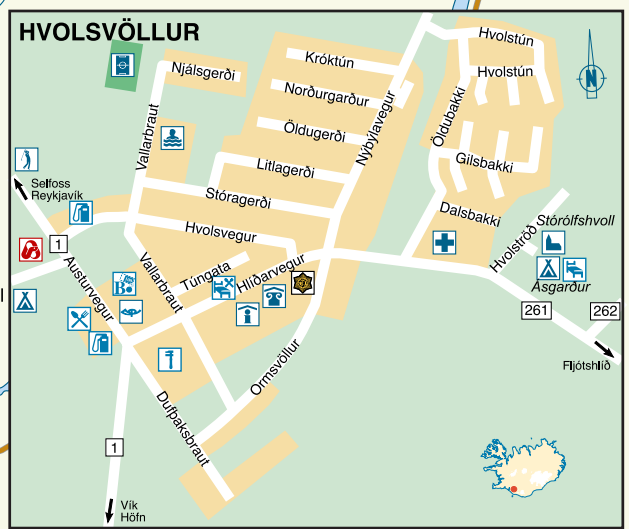 HVOLSVÖLLUR
Hvolstún
Króktún
Njálsgerði
Hvolstún
Norðurgarður
Öldugerði
Nýbýlavegur
Öldubakki
Vallarbraut
Litlagerði
Gilsbakki
Selfoss
Reykjavík
Stóragerði
Dalsbakki
Stórólfshvoll
Hvolsvegur
Hvolströð
1
Austurvegur
Vallarbraut
Túngata
Hlíðarvegur
Ásgarður
B
261
262
i
Fljótshlíð
Ormsvöllur
Dufþaksbraut
1
Vík
Höfn
N